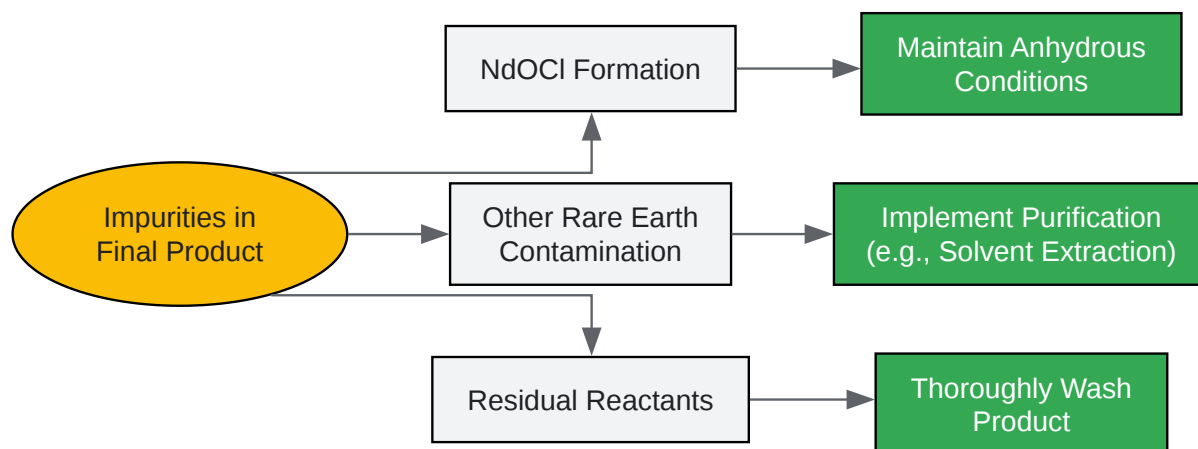 NdOCl Formation
Maintain Anhydrous
Conditions
Impurities in
Final Product
Other Rare Earth
Contamination
Implement Purification
(e.g., Solvent Extraction)
Residual Reactants
Thoroughly Wash
Product